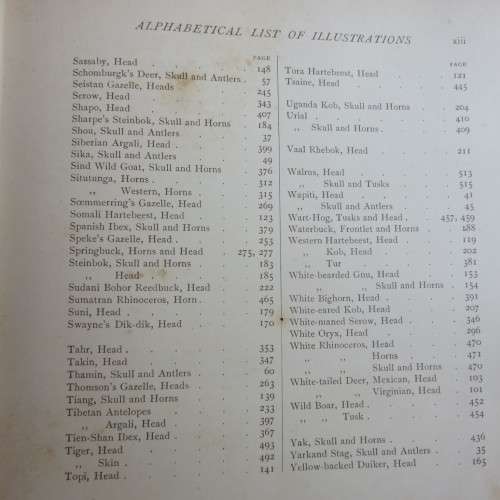 ALPHABETICAL LIST OF ILLUSTRATIONS xiii
PAGE
Sassaby, Head . . . . 148
Schomburgk's Deer, Skull and Antlers . 57
Seistan Gazelle, Heads . . . 245
Serow, Head . . . . 343
Shapo, Head . . . . 407
Sharpe's Steinbok, Skull and Horns . 184
Shou, Skull and Antlers . . . 37
Siberian Argali, Head . . . 399
Sika, Skull and Antlers . . . 49
Sind Wild Goat, Skull and Horns . 376
Situtunga, Horns . . . . 312
„ Western, Horns . . 315
Sœmmerring's Gazelle, Head . . 269
Somali Hartebeest, Head . . . 123
Spanish Ibex, Skull and Horns . . 379
Speke's Gazelle, Head . . . 253
Springbuck, Horns and Head . 275, 277
Steinbok, Skull and Horns . . 183
„ Head . . . . 185
Sudani Bohor Reedbuck, Head . . 222
Sumatran Rhinoceros, Horn . . 465
Suni, Head . . . . 179
Swayne's Dik-dik, Head . . . 170
Tahr, Head . . . . 353
Takin, Head . . . . 347
Thamin, Skull and Antlers . . 60
Thomson's Gazelle, Heads . . 263
Tiang, Skull and Horns . . . 139
Tibetan Antelopes . . . 233
„ Argali, Head . . . 397
Tien-Shan Ibex, Head . . . 367
Tiger, Head . . . . 493
„ Skin . . . . 492
Topi, Head . . . . 141
PAGE
Tora Hartebeest, Head . . . 121
Tsaine, Head . . . . 445
Uganda Kob, Skull and Horns . . 204
Urial . . . . . 410
„ Skull and Horns . . . 409
Vaal Rhebok, Head . . . 211
Walrus, Head . . . . 513
„ Skull and Tusks . . . 515
Wapiti, Head . . . . 41
„ Skull and Antlers . . 45
Wart-Hog, Tusks and Head . . 457, 459
Waterbuck, Frontlet and Horns . . 188
Western Hartebeest, Head . . 119
„ Kob, Head . . . 202
„ Tur „ . . . 381
White-bearded Gnu, Head . . 153
„ „ Skull and Horns . 154
White Bighorn, Head . . . 391
White-eared Kob, Head . . . 207
White-maned Serow, Head . . 346
White Oryx, Head . . . 296
White Rhinoceros, Head . . . 470
„ „ Horns . . 471
„ „ Skull and Horns . 470
White-tailed Deer, Mexican, Head . 103
„ „ Virginian, Head . 101
Wild Boar, Head . . . . 452
„ „ Tusk . . . . 454
Yak, Skull and Horns . . . 436
Yarkand Stag, Skull and Antlers . 35
Yellow-backed Duiker, Head . . 165